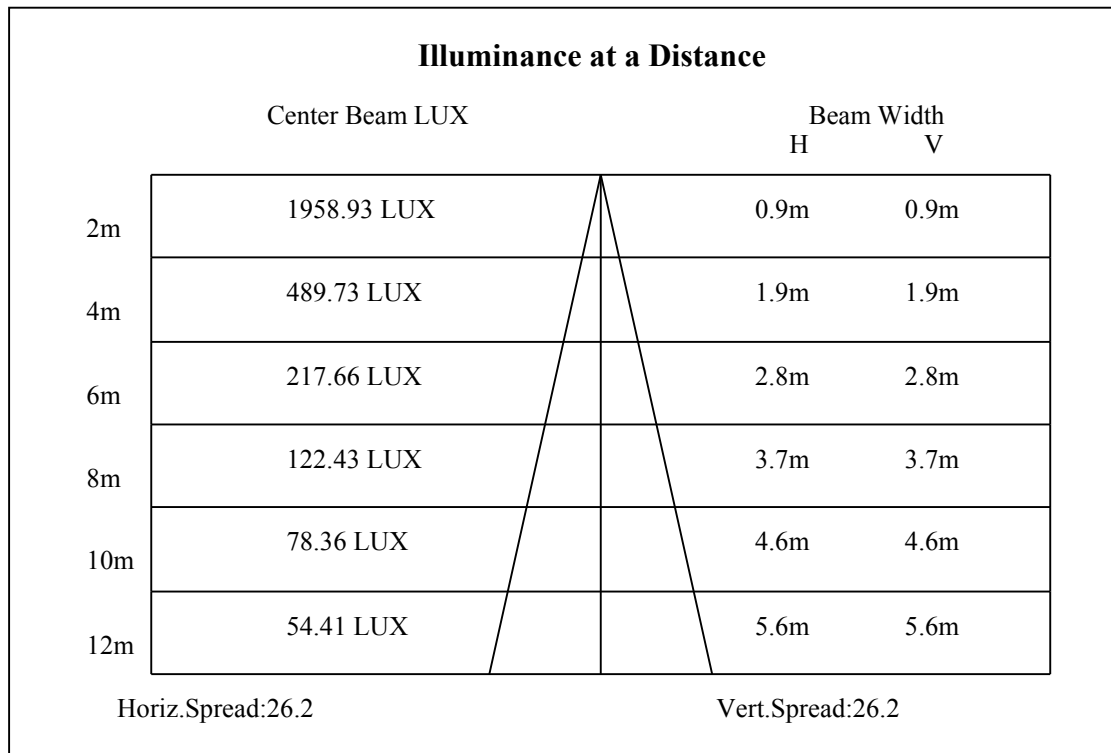 Illuminance at a Distance
Center Beam LUX Beam Width
H V
1958.93 LUX 0.9m 0.9m
2m
489.73 LUX 1.9m 1.9m
4m
217.66 LUX 2.8m 2.8m
6m
122.43 LUX 3.7m 3.7m
8m
78.36 LUX 4.6m 4.6m
10m
54.41 LUX 5.6m 5.6m
12m
Horiz.Spread:26.2 Vert.Spread:26.2